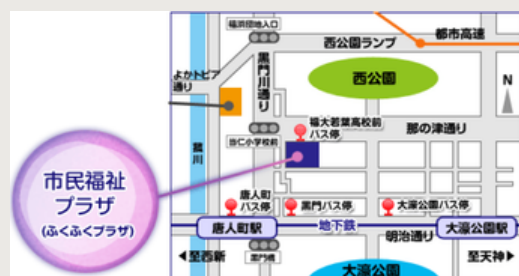 福浜団地入口
都市高速
西公園ランプ
よかトピア
通り
黒門川通り
西公園
N
福大若葉高校前
バス停
那の津通り
当仁小学校前
市民福祉
プラザ
(ふくふくプラザ)
唐人町
バス停
黒門バス停
大濠公園バス停
唐人町駅
地下鉄
明治通り
大濠公園駅
◀至西新
黒門橋
至天神▶
大濠公園